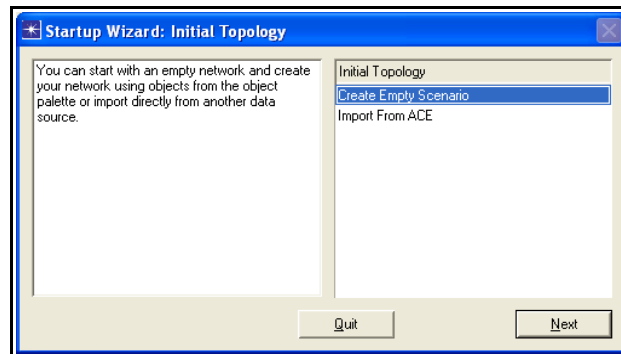 Startup Wizard: Initial Topology
You can start with an empty network and create
your network using objects from the object
palette or import directly from another data
source.
Initial Topology
Create Empty Scenario
Import From ACE
Quit
Next